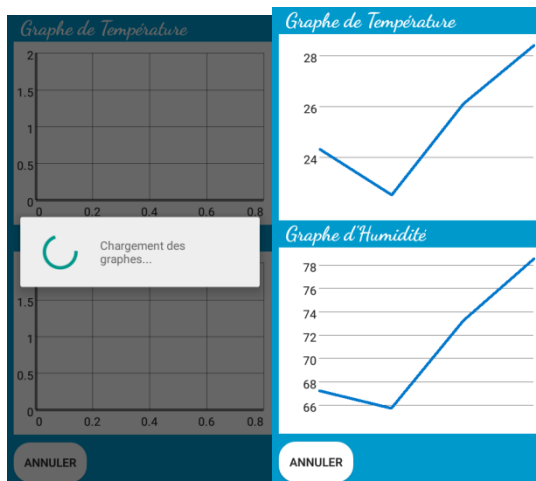 Graphe de Température
2
1.5
1
0.5
0
0 0.2 0.4 0.6 0.8
Chargement des
graphes...
1.5
1
0.5
0
0 0.2 0.4 0.6 0.8
ANNULER
Graphe de Température
28
26
24
Graphe d'Humidité
78
76
74
72
70
68
66
ANNULER